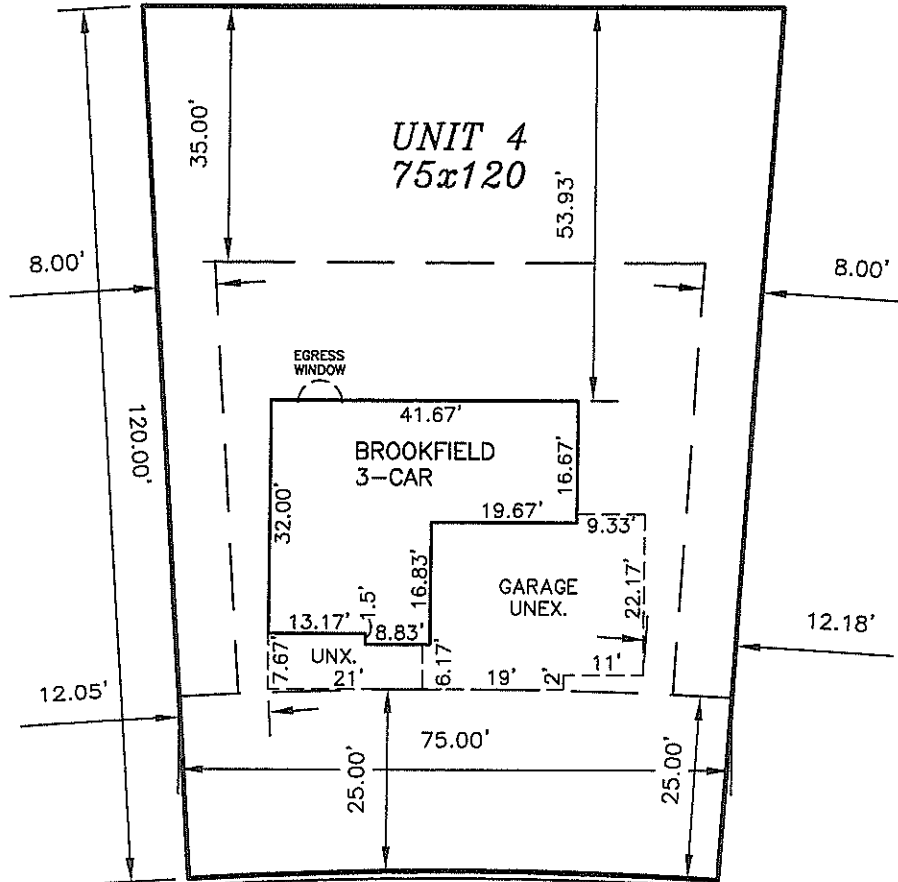 35.00'
UNIT 4
75x120
53.93'
8.00'
8.00'
EGRESS
WINDOW
120.00'
41.67'
BROOKFIELD
3-CAR
16.67'
32.00'
19.67'
9.33'
16.83'
GARAGE
UNEX.
22.17'
1.5'
13.17'
8.83'
12.18'
UNX.
7.67'
21'
6.17'
19'
2'
11'
12.05'
75.00'
25.00'
25.00'